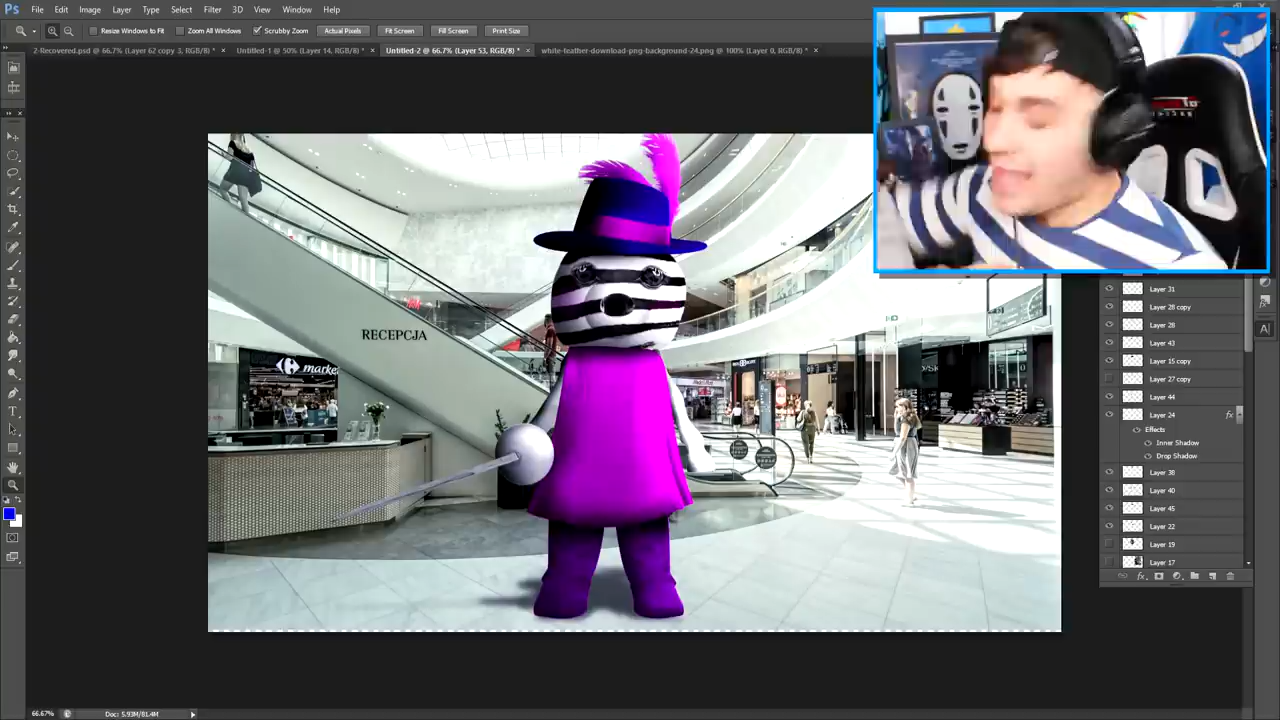 Ps File Edit Image Layer Type Select Filter 3D View Window Help
Resize Windows to Fit Zoom All Windows Scrubby Zoom Actual Pixels Fit Screen Fill Screen Print Size
2-Recovered.psd @ 66.7% (Layer 62 copy 3, RGB/8) * × Untitled-1 @ 50% (Layer 14, RGB/8) * × Untitled-2 @ 66.7% (Layer 53, RGB/8) * × white-feather-download-png-background-24.png @ 100% (Layer 0, RGB/8) * ×
RECEPCJA
market
Layer 31
Layer 28 copy
Layer 28
Layer 43
Layer 15 copy
Layer 27 copy
Layer 44
Layer 24 fx
Effects
Inner Shadow
Drop Shadow
Layer 38
Layer 40
Layer 45
Layer 22
Layer 19
Layer 17
66.67% Doc: 5.93M/81.4M